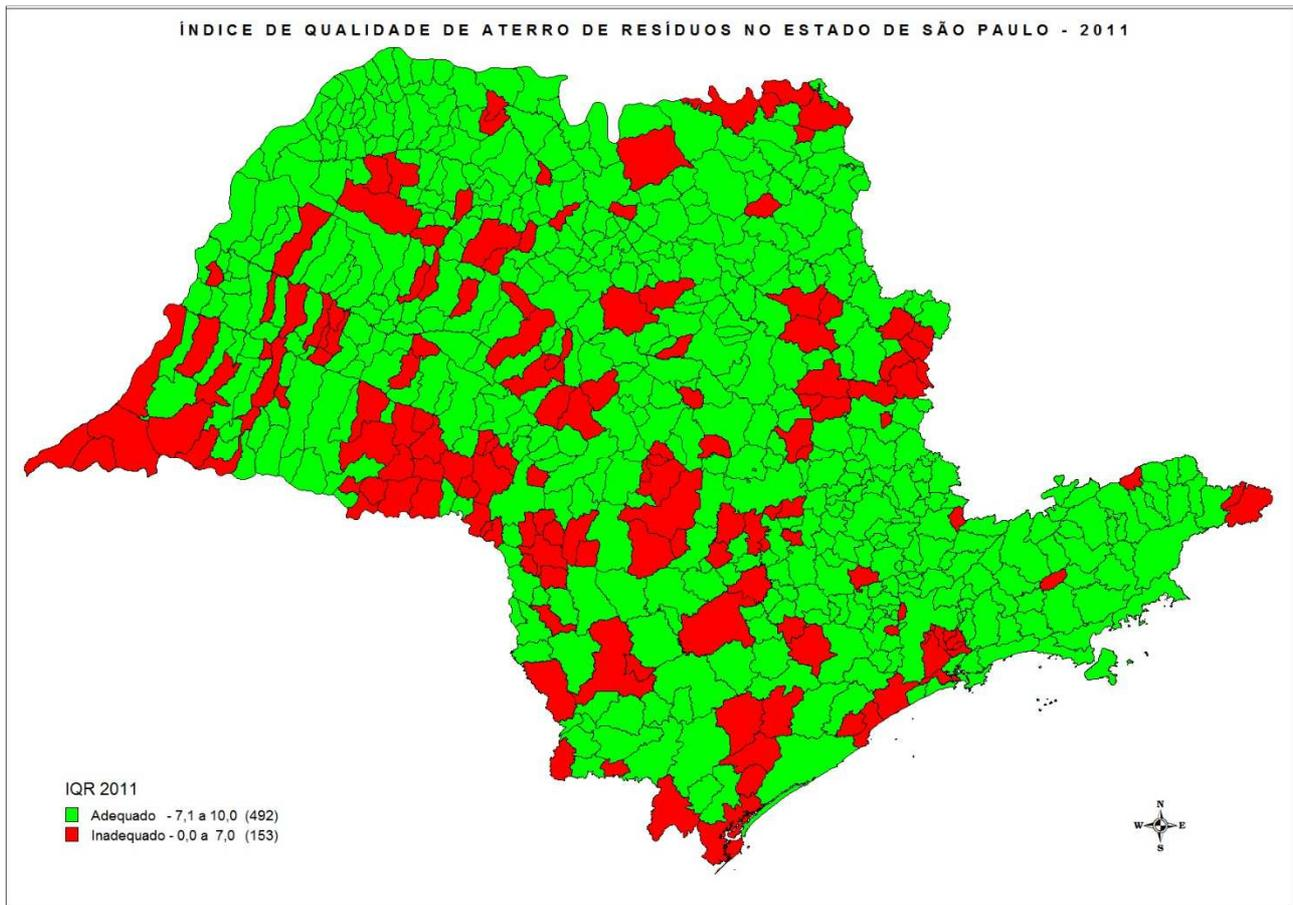 ÍNDICE DE QUALIDADE DE ATERRO DE RESÍDUOS NO ESTADO DE SÃO PAULO - 2011
IQR 2011
Adequado - 7,1 a 10,0 (492)
Inadequado - 0,0 a 7,0 (153)
N
W E
S